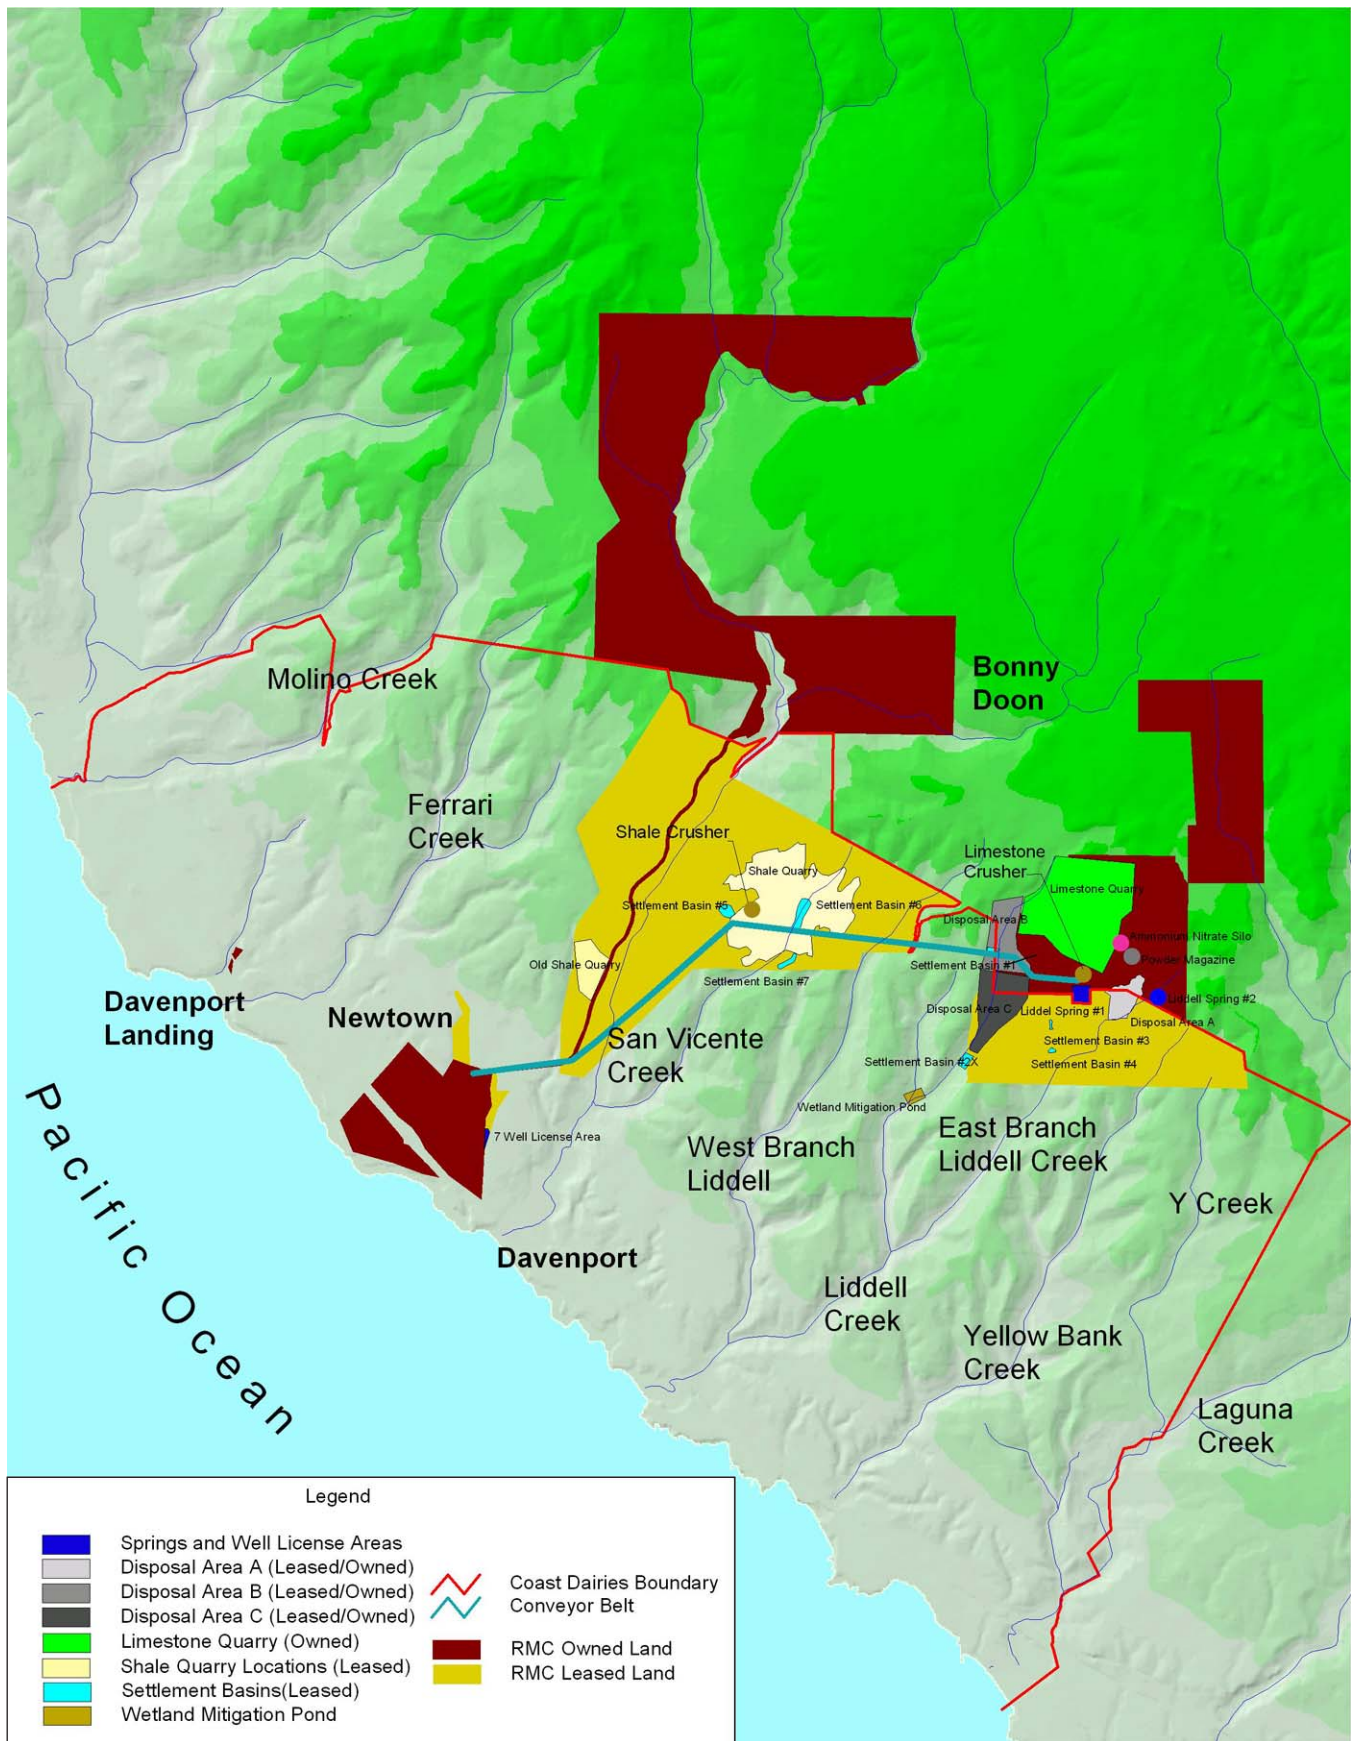 Bonny
Doon
Molino Creek
Ferrari
Creek
Shale Crusher
Limestone
Crusher
Shale Quarry
Limestone Quarry
Settlement Basin #5
Settlement Basin #6
Disposal Area B
Ammonium Nitrate Silo
Powder Magazine
Old Shale Quarry
Settlement Basin #1
Settlement Basin #7
Liddell Spring #2
Davenport
Landing
Newtown
Disposal Area C
Liddel Spring #1
Disposal Area A
San Vicente
Creek
Settlement Basin #3
Settlement Basin #2X
Settlement Basin #4
Wetland Mitigation Pond
7 Well License Area
West Branch
Liddell
East Branch
Liddell Creek
Y Creek
Pacific Ocean
Davenport
Liddell
Creek
Yellow Bank
Creek
Laguna
Creek
Legend
Springs and Well License Areas
Disposal Area A (Leased/Owned)
Disposal Area B (Leased/Owned)
Disposal Area C (Leased/Owned)
Limestone Quarry (Owned)
Shale Quarry Locations (Leased)
Settlement Basins(Leased)
Wetland Mitigation Pond
Coast Dairies Boundary
Conveyor Belt
RMC Owned Land
RMC Leased Land